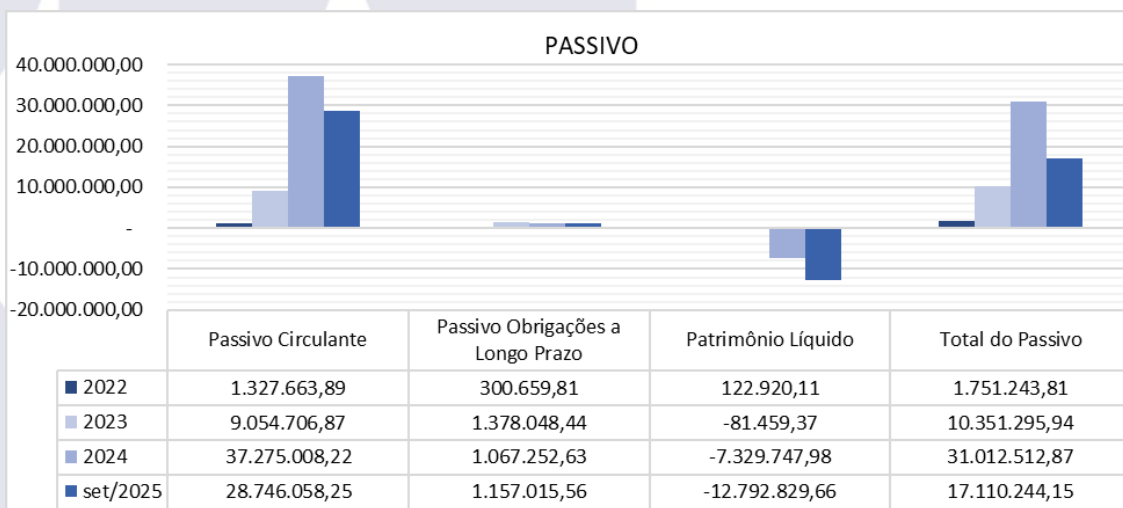 PASSIVO
40.000.000,00
30.000.000,00
20.000.000,00
10.000.000,00
-
-10.000.000,00
-20.000.000,00
Passivo Circulante Passivo Obrigações a Longo Prazo Patrimônio Líquido Total do Passivo
2022 1.327.663,89 300.659,81 122.920,11 1.751.243,81
2023 9.054.706,87 1.378.048,44 -81.459,37 10.351.295,94
2024 37.275.008,22 1.067.252,63 -7.329.747,98 31.012.512,87
set/2025 28.746.058,25 1.157.015,56 -12.792.829,66 17.110.244,15